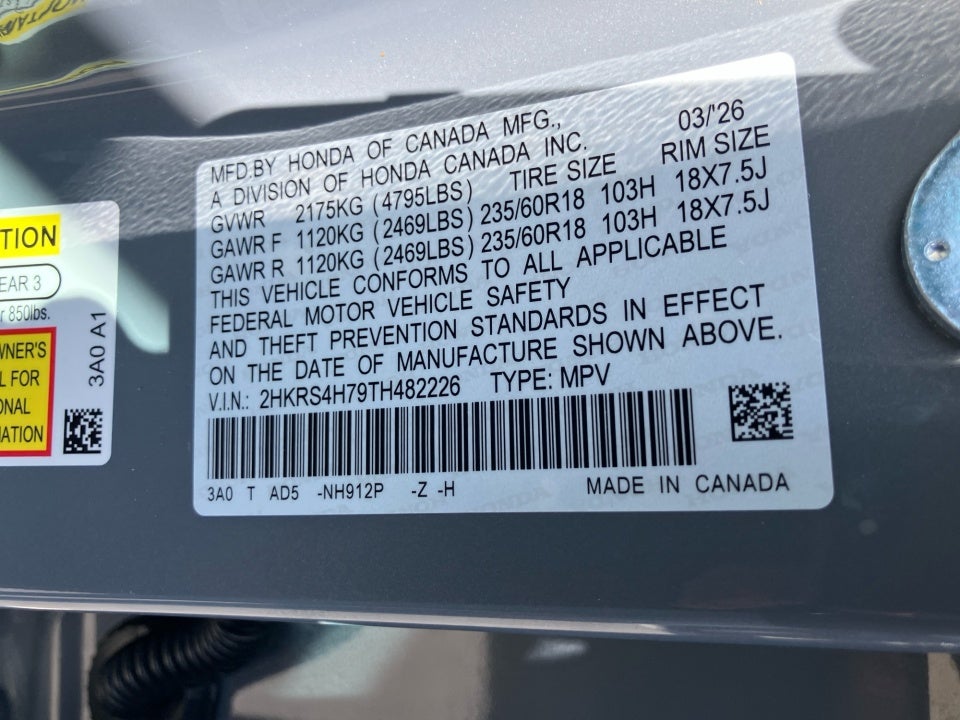 MFD.BY HONDA OF CANADA MFG., 03/'26
A DIVISION OF HONDA CANADA INC.
GVWR 2175KG (4795LBS) TIRE SIZE RIM SIZE
GAWR F 1120KG (2469LBS) 235/60R18 103H 18X7.5J
GAWR R 1120KG (2469LBS) 235/60R18 103H 18X7.5J
THIS VEHICLE CONFORMS TO ALL APPLICABLE
FEDERAL MOTOR VEHICLE SAFETY
AND THEFT PREVENTION STANDARDS IN EFFECT
ON THE DATE OF MANUFACTURE SHOWN ABOVE.
V.I.N.: 2HKRS4H79TH482226 TYPE: MPV
3A0 T AD5 -NH912P -Z -H MADE IN CANADA
TION
EAR 3
r 850lbs.
WNER'S
L FOR
ONAL
MATION
3A0 A1